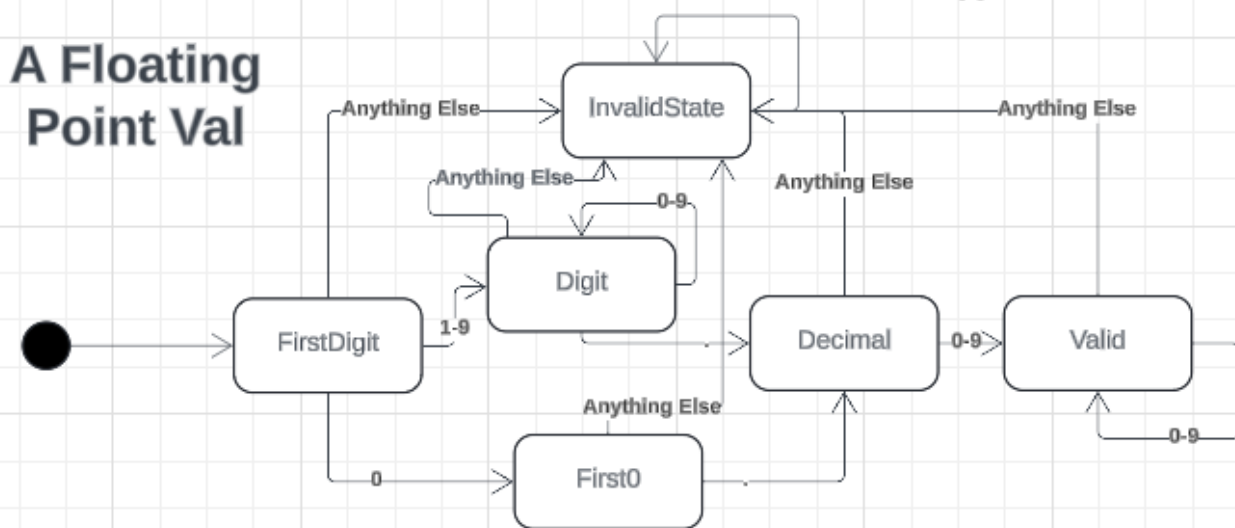 A Floating
Point Val
InvalidState
Anything Else
Anything Else
Anything Else
Anything Else
0-9
Digit
1-9
FirstDigit
Decimal
0-9
Valid
.
Anything Else
0-9
0
First0
.